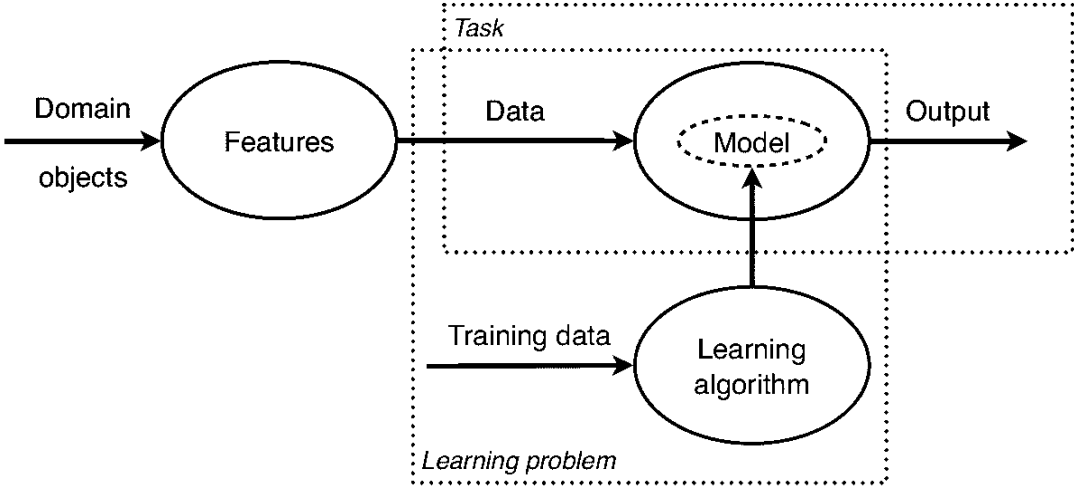 Task
Domain
objects
Features
Data
Model
Output
Training data
Learning
algorithm
Learning problem